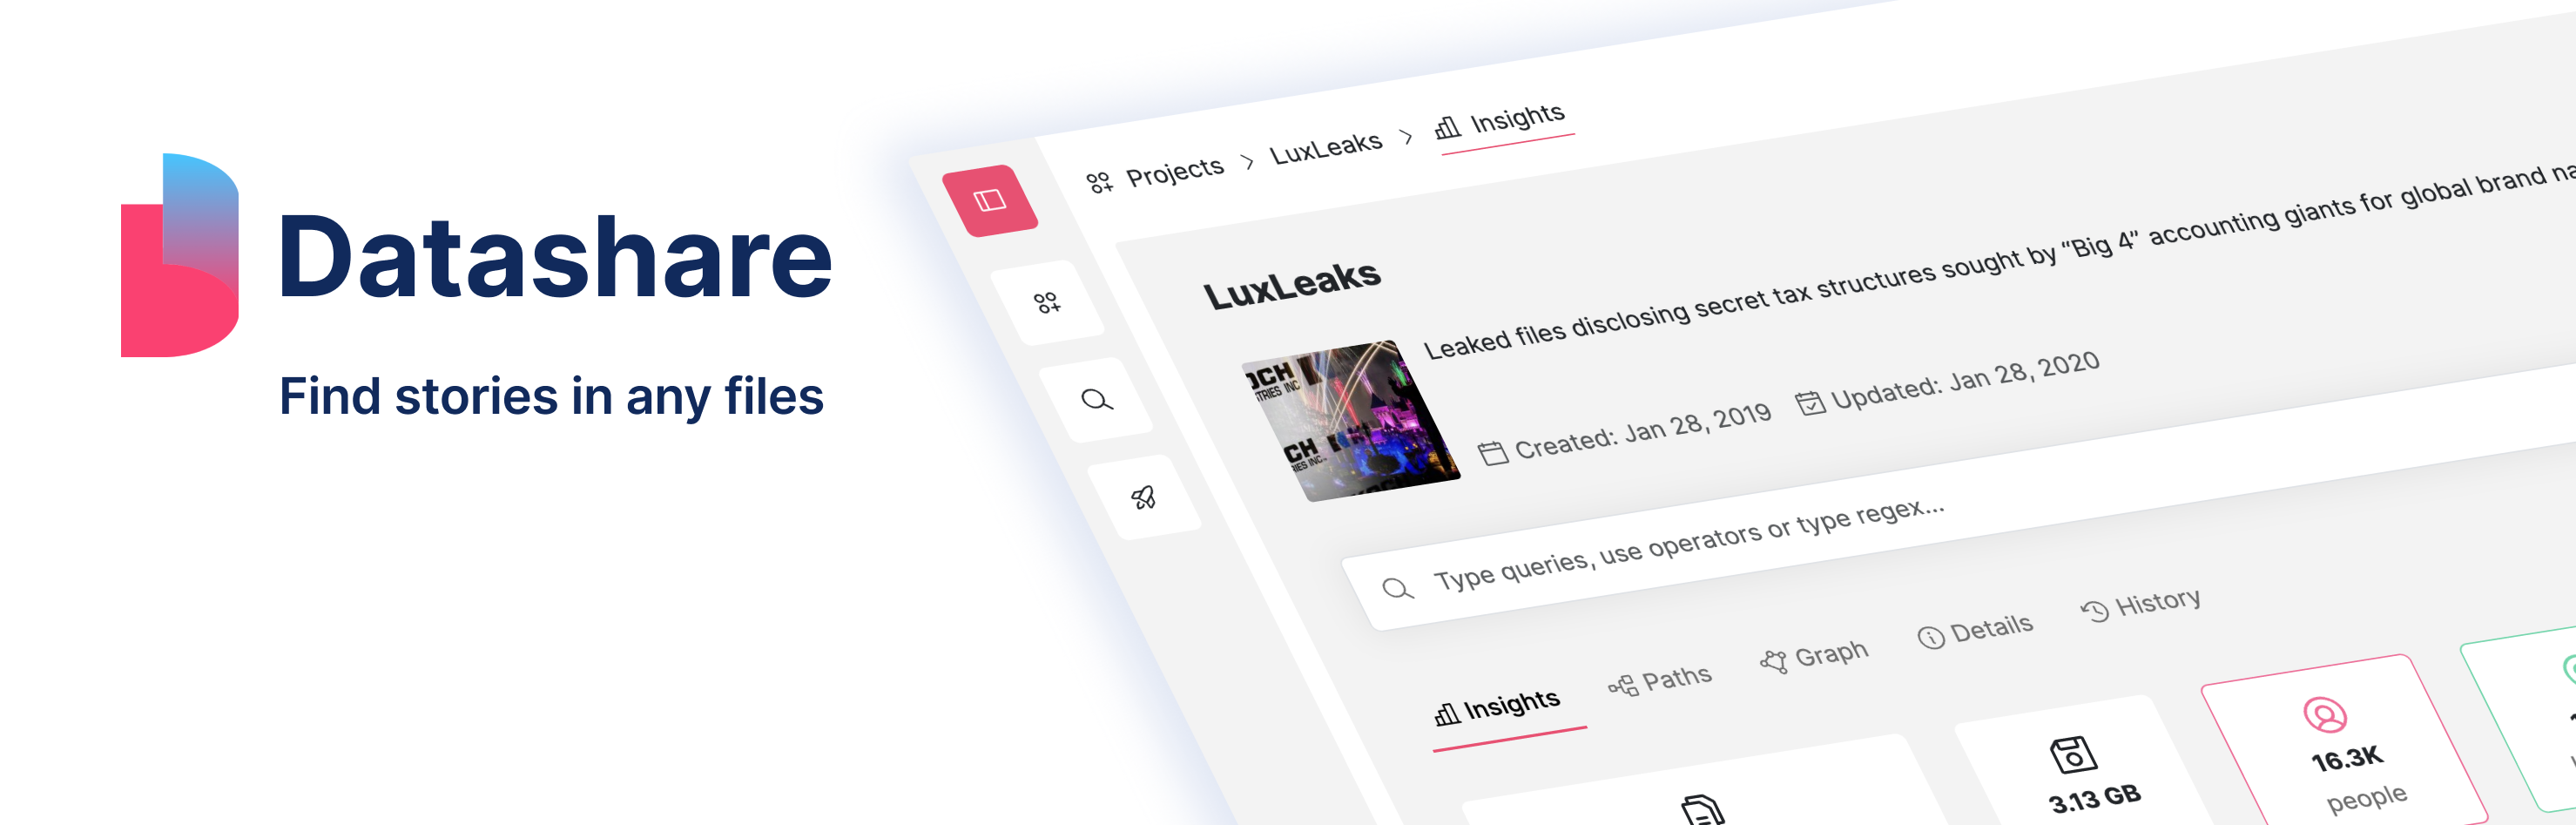 Datashare
Find stories in any files
Projects > LuxLeaks > Insights
LuxLeaks
Leaked files disclosing secret tax structures sought by “Big 4” accounting giants for global brand
Created: Jan 28, 2019 Updated: Jan 28, 2020
Type queries, use operators or type regex...
Insights Paths Graph Details History
3.13 GB
16.3K
people